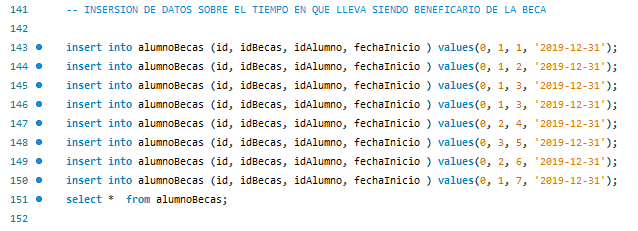 141 -- INSERSION DE DATOS SOBRE EL TIEMPO EN QUE LLEVA SIENDO BENEFICARIO DE LA BECA
142
143 insert into alumnoBecas (id, idBecas, idAlumno, fechaInicio ) values(0, 1, 1, '2019-12-31');
144 insert into alumnoBecas (id, idBecas, idAlumno, fechaInicio ) values(0, 1, 2, '2019-12-31');
145 insert into alumnoBecas (id, idBecas, idAlumno, fechaInicio ) values(0, 1, 3, '2019-12-31');
146 insert into alumnoBecas (id, idBecas, idAlumno, fechaInicio ) values(0, 1, 3, '2019-12-31');
147 insert into alumnoBecas (id, idBecas, idAlumno, fechaInicio ) values(0, 2, 4, '2019-12-31');
148 insert into alumnoBecas (id, idBecas, idAlumno, fechaInicio ) values(0, 3, 5, '2019-12-31');
149 insert into alumnoBecas (id, idBecas, idAlumno, fechaInicio ) values(0, 2, 6, '2019-12-31');
150 insert into alumnoBecas (id, idBecas, idAlumno, fechaInicio ) values(0, 1, 7, '2019-12-31');
151 select *  from alumnoBecas;
152